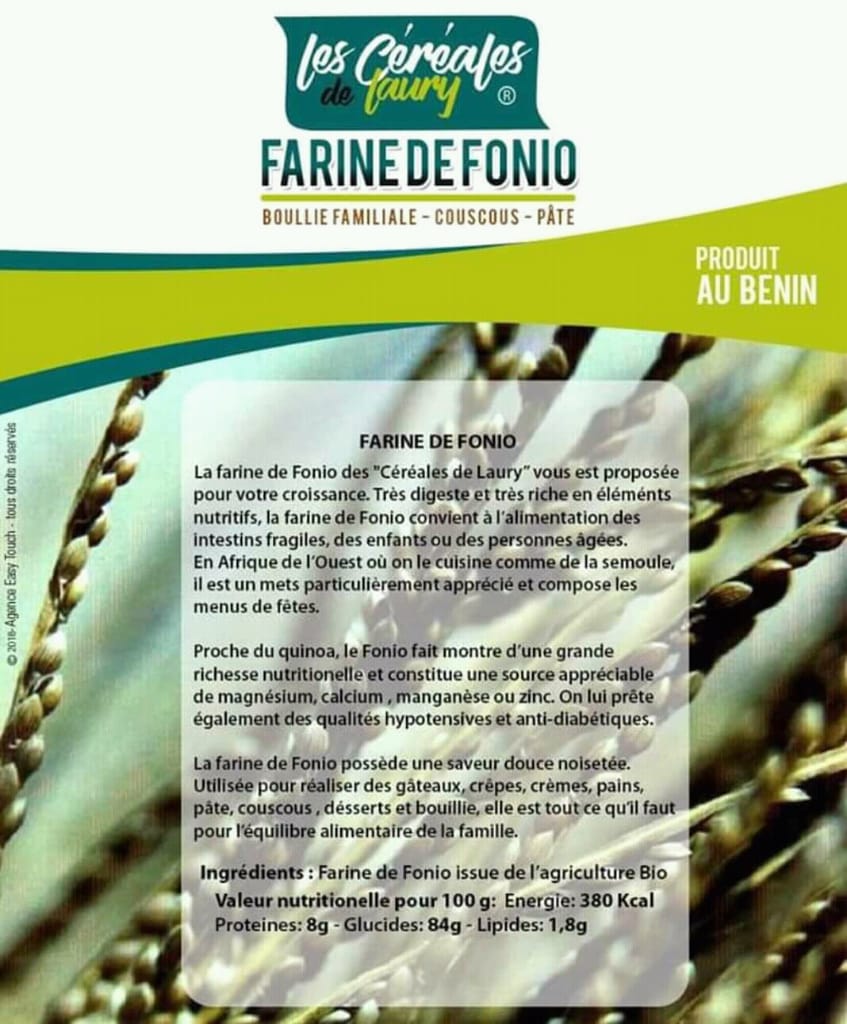 les Céréales
de laury ®
FARINE DE FONIO
BOULLIE FAMILIALE - COUSCOUS - PÂTE
PRODUIT
AU BENIN
FARINE DE FONIO
La farine de Fonio des "Céréales de Laury" vous est proposée
pour votre croissance. Très digeste et très riche en éléménts
nutritifs, la farine de Fonio convient à l'alimentation des
intestins fragiles, des enfants ou des personnes âgées.
En Afrique de l'Ouest où on le cuisine comme de la semoule,
il est un mets particulièrement apprécié et compose les
menus de fêtes.
Proche du quinoa, le Fonio fait montre d'une grande
richesse nutritionelle et constitue une source appréciable
de magnésium, calcium , manganèse ou zinc. On lui prête
également des qualités hypotensives et anti-diabétiques.
La farine de Fonio possède une saveur douce noisetée.
Utilisée pour réaliser des gâteaux, crêpes, crèmes, pains,
pâte, couscous , désserts et bouillie, elle est tout ce qu'il faut
pour l'équilibre alimentaire de la famille.
Ingrédients : Farine de Fonio issue de l'agriculture Bio
Valeur nutritionelle pour 100 g: Energie: 380 Kcal
Proteines: 8g - Glucides: 84g - Lipides: 1,8g
© 2018-Agence Easy Touch - tous droits réservés